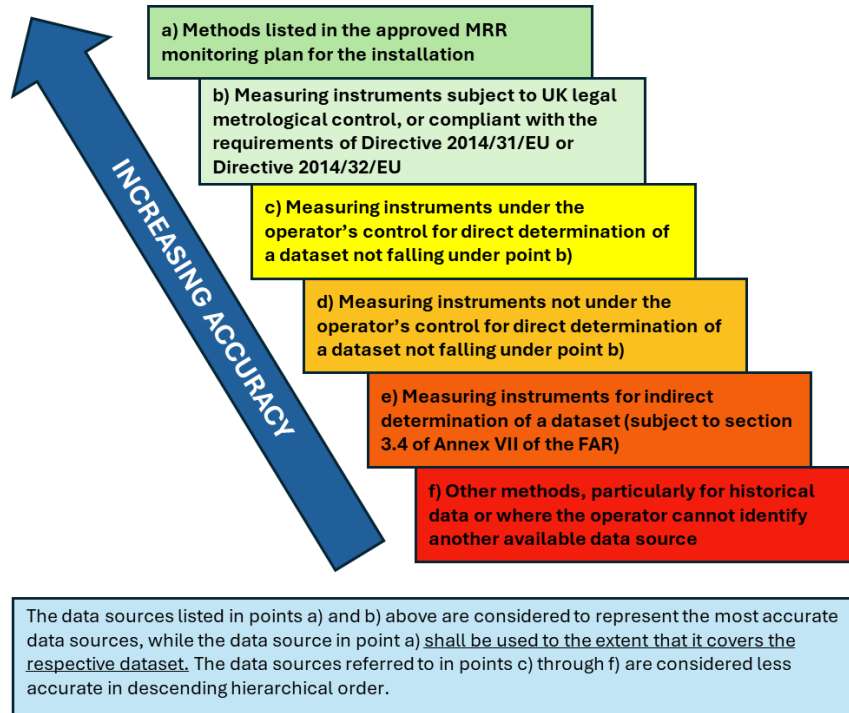 a) Methods listed in the approved MRR
monitoring plan for the installation
b) Measuring instruments subject to UK legal
metrological control, or compliant with the
requirements of Directive 2014/31/EU or
Directive 2014/32/EU
INCREASING ACCURACY
c) Measuring instruments under the
operator’s control for direct determination of
a dataset not falling under point b)
d) Measuring instruments not under the
operator’s control for direct determination of
a dataset not falling under point b)
e) Measuring instruments for indirect
determination of a dataset (subject to section
3.4 of Annex VII of the FAR)
f) Other methods, particularly for historical
data or where the operator cannot identify
another available data source
The data sources listed in points a) and b) above are considered to represent the most accurate
data sources, while the data source in point a) shall be used to the extent that it covers the
respective dataset. The data sources referred to in points c) through f) are considered less
accurate in descending hierarchical order.